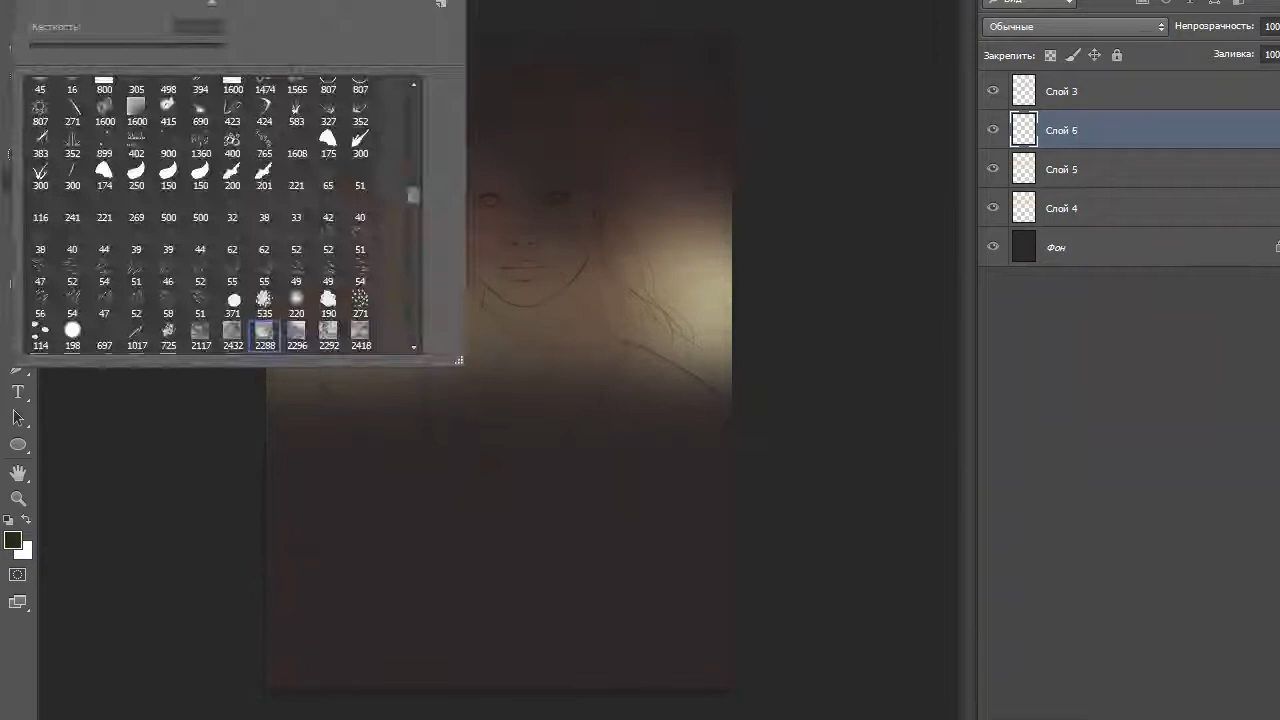 Жесткость:
45 16 800 305 498 394 1600 1474 1565 807 807
807 271 1600 1600 415 690 423 424 583 327 352
383 352 899 402 900 1360 400 765 1608 175 300
300 300 174 250 150 150 200 201 221 65 51
116 241 221 269 500 500 32 38 33 42 40
38 40 44 39 39 44 62 62 52 52 51
47 52 54 51 46 52 55 55 49 49 54
56 54 47 52 58 51 371 535 220 190 271
114 198 697 1017 725 2117 2432 2288 2296 2292 2418
T
Обычные Непрозрачность: 100
Закрепить: Заливка: 100
Слой 3
Слой 6
Слой 5
Слой 4
Фон